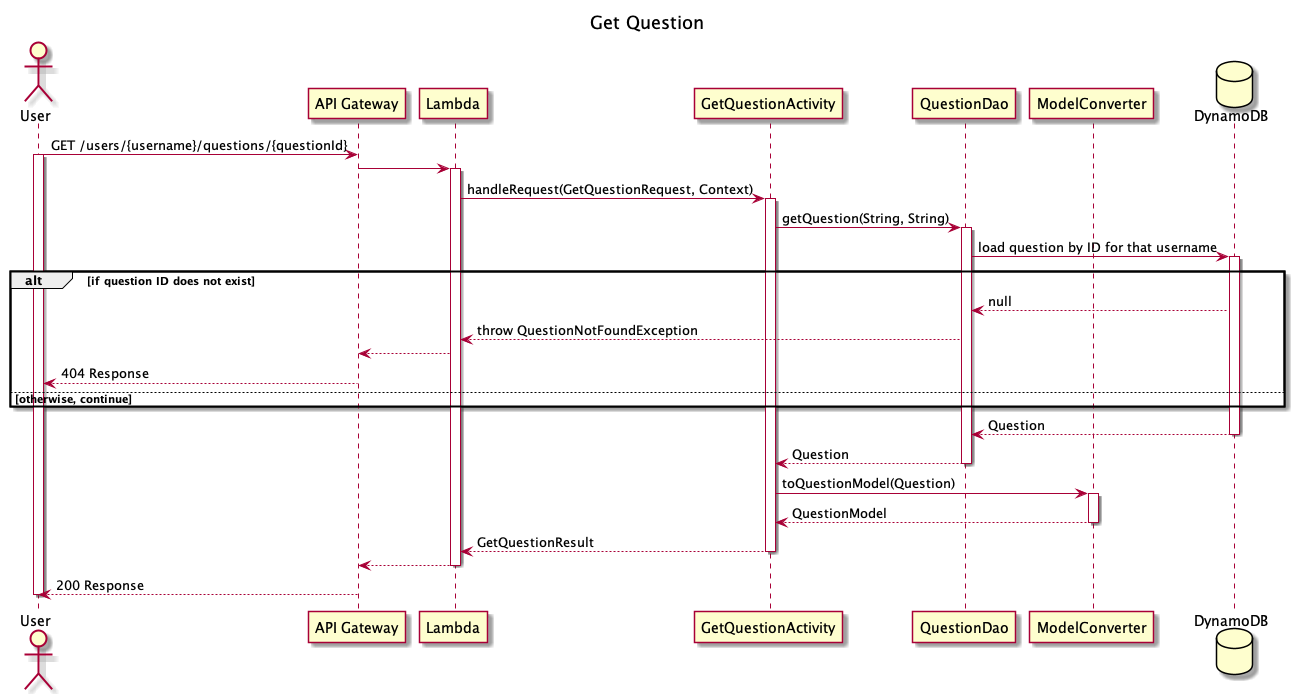 Get Question
User
API Gateway
Lambda
GetQuestionActivity
QuestionDao
ModelConverter
DynamoDB
GET /users/{username}/questions/{questionId}
handleRequest(GetQuestionRequest, Context)
getQuestion(String, String)
load question by ID for that username
alt
[if question ID does not exist]
null
throw QuestionNotFoundException
404 Response
[otherwise, continue]
Question
Question
toQuestionModel(Question)
QuestionModel
GetQuestionResult
200 Response
User
API Gateway
Lambda
GetQuestionActivity
QuestionDao
ModelConverter
DynamoDB